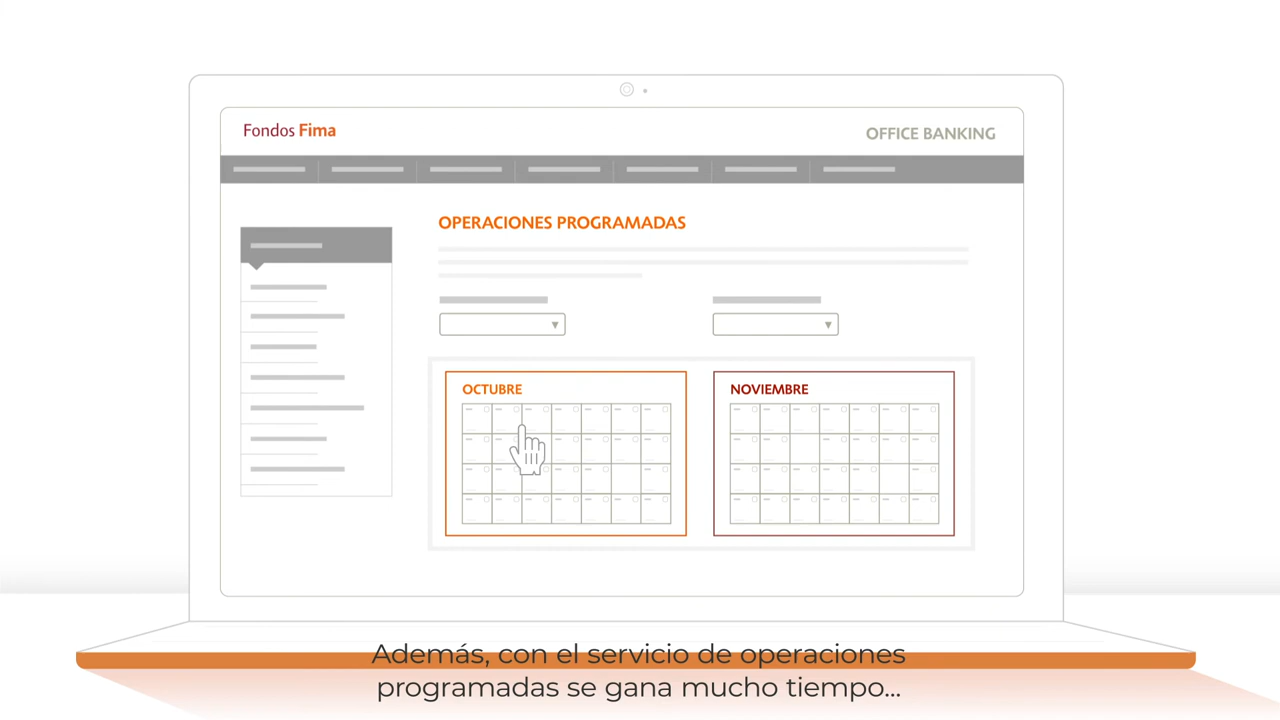 Fondos Fima
OFFICE BANKING
OPERACIONES PROGRAMADAS
OCTUBRE
NOVIEMBRE
Además, con el servicio de operaciones
programadas se gana mucho tiempo...